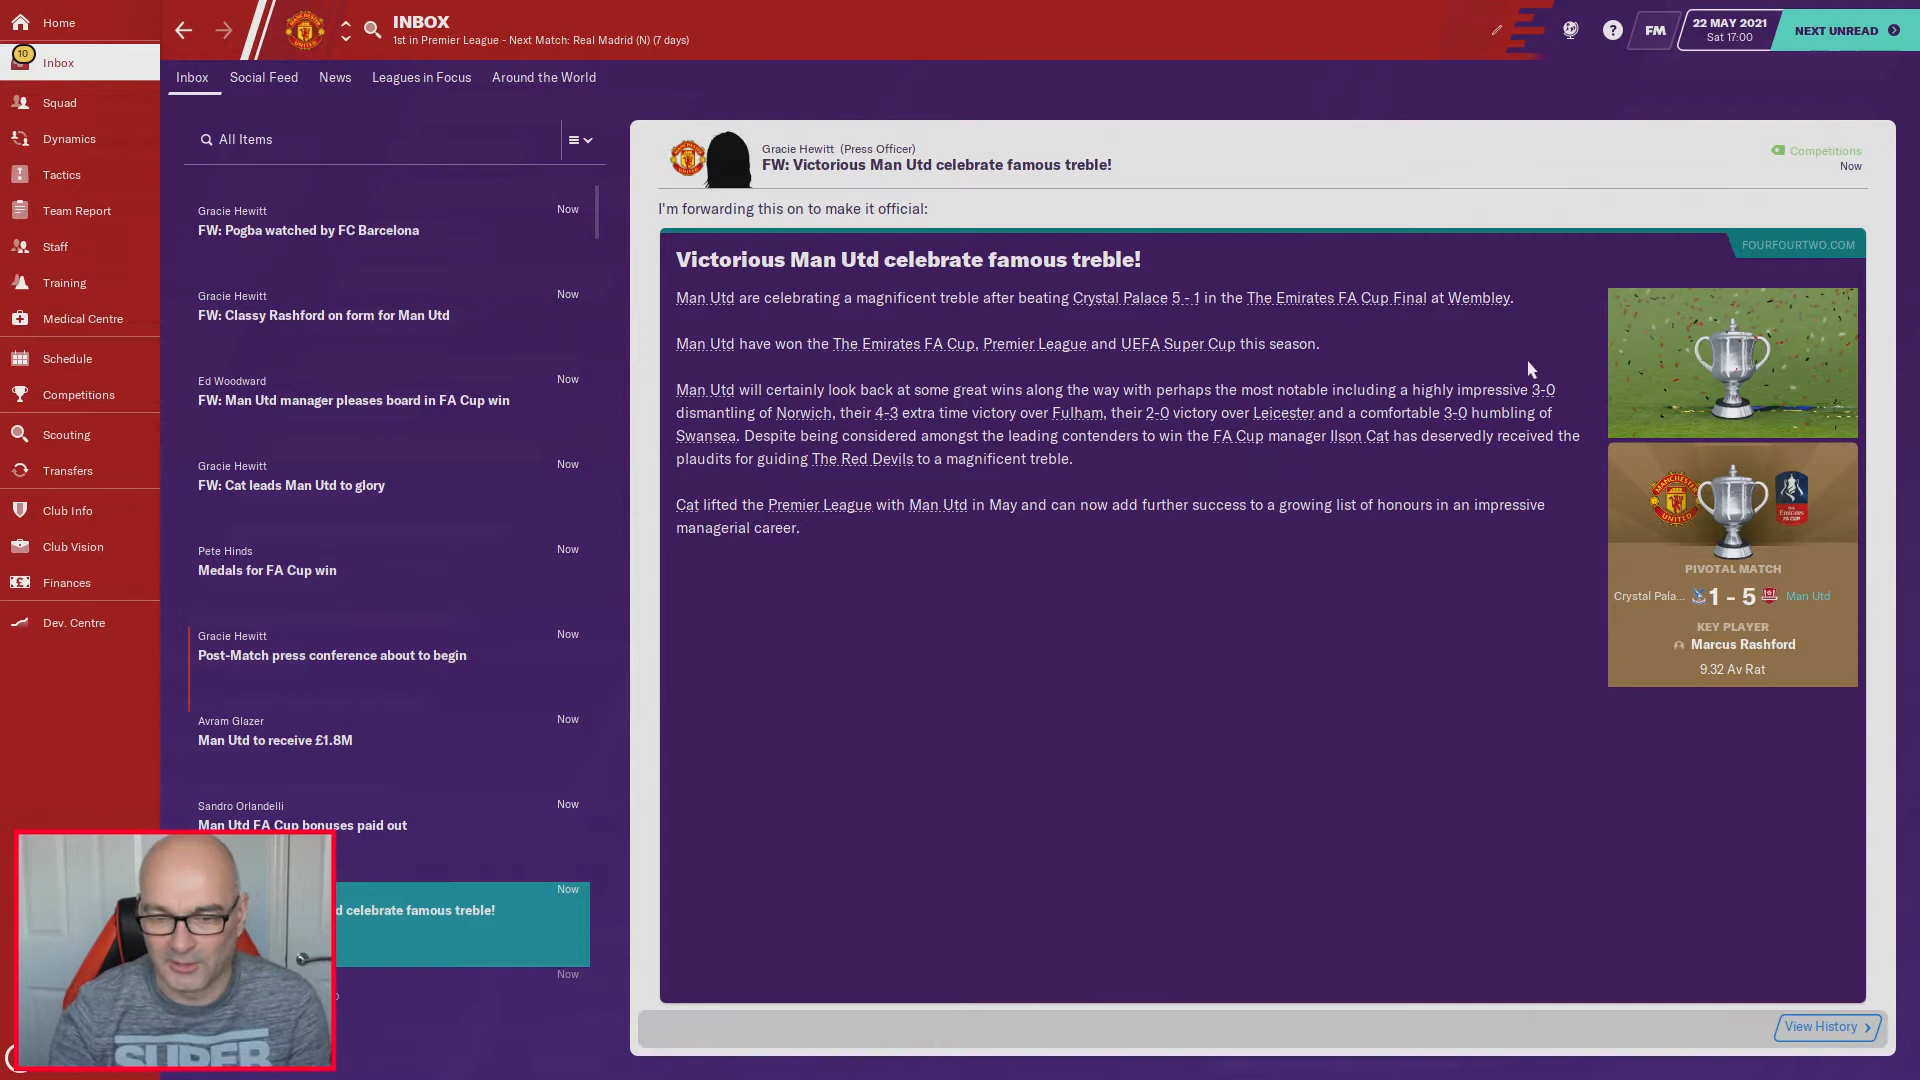 Home
10
Inbox
Squad
Dynamics
Tactics
Team Report
Staff
Training
Medical Centre
Schedule
Competitions
Scouting
Transfers
Club Info
Club Vision
Finances
Dev. Centre
INBOX
1st in Premier League - Next Match: Real Madrid (N) (7 days)
FM
22 MAY 2021
Sat 17:00
NEXT UNREAD
Inbox Social Feed News Leagues in Focus Around the World
All Items
Gracie Hewitt Now
FW: Pogba watched by FC Barcelona
Gracie Hewitt Now
FW: Classy Rashford on form for Man Utd
Ed Woodward Now
FW: Man Utd manager pleases board in FA Cup win
Gracie Hewitt Now
FW: Cat leads Man Utd to glory
Pete Hinds Now
Medals for FA Cup win
Gracie Hewitt Now
Post-Match press conference about to begin
Avram Glazer Now
Man Utd to receive £1.8M
Sandro Orlandelli Now
Man Utd FA Cup bonuses paid out
Now
d celebrate famous treble!
Now
Gracie Hewitt (Press Officer)
FW: Victorious Man Utd celebrate famous treble!
Competitions
Now
I'm forwarding this on to make it official:
FOURFOURTWO.COM
Victorious Man Utd celebrate famous treble!
Man Utd are celebrating a magnificent treble after beating Crystal Palace 5 - 1 in the The Emirates FA Cup Final at Wembley.
Man Utd have won the The Emirates FA Cup, Premier League and UEFA Super Cup this season.
Man Utd will certainly look back at some great wins along the way with perhaps the most notable including a highly impressive 3-0
dismantling of Norwich, their 4-3 extra time victory over Fulham, their 2-0 victory over Leicester and a comfortable 3-0 humbling of
Swansea. Despite being considered amongst the leading contenders to win the FA Cup manager Ilson Cat has deservedly received the
plaudits for guiding The Red Devils to a magnificent treble.
Cat lifted the Premier League with Man Utd in May and can now add further success to a growing list of honours in an impressive
managerial career.
PIVOTAL MATCH
Crystal Pala... 1 - 5 Man Utd
KEY PLAYER
Marcus Rashford
9.32 Av Rat
View History
SUPER